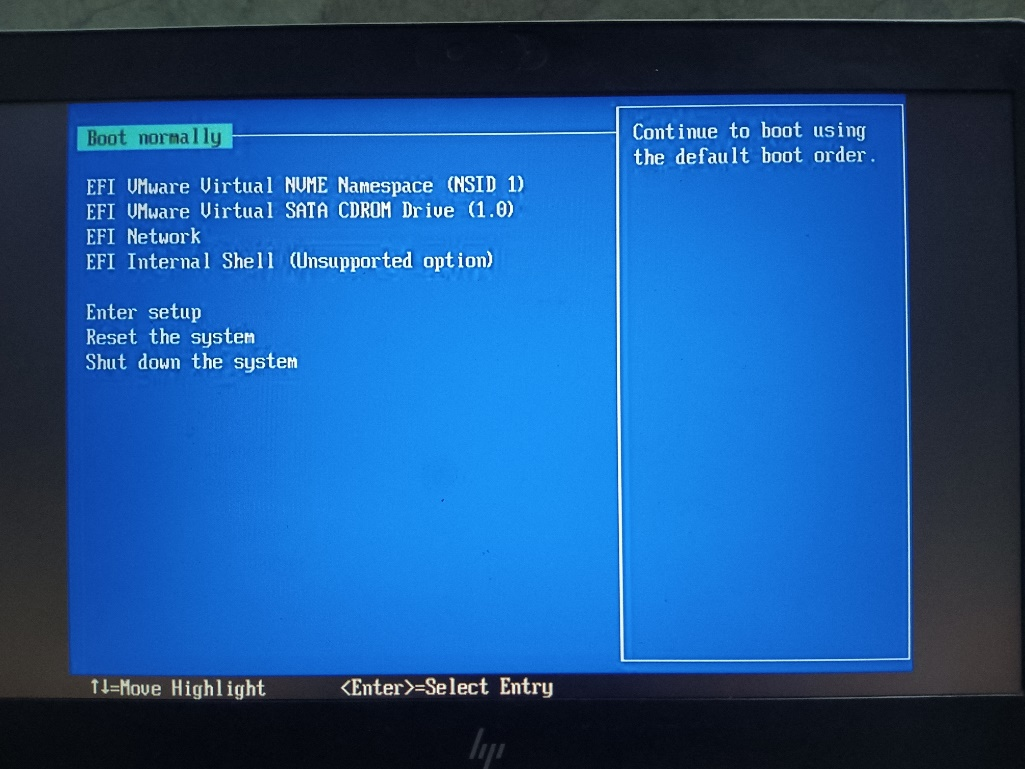 Boot normally
EFI VMware Virtual NVME Namespace (NSID 1)
EFI VMware Virtual SATA CDROM Drive (1.0)
EFI Network
EFI Internal Shell (Unsupported option)
Enter setup
Reset the system
Shut down the system
Continue to boot using
the default boot order.
↑↓=Move Highlight
<Enter>=Select Entry
hp